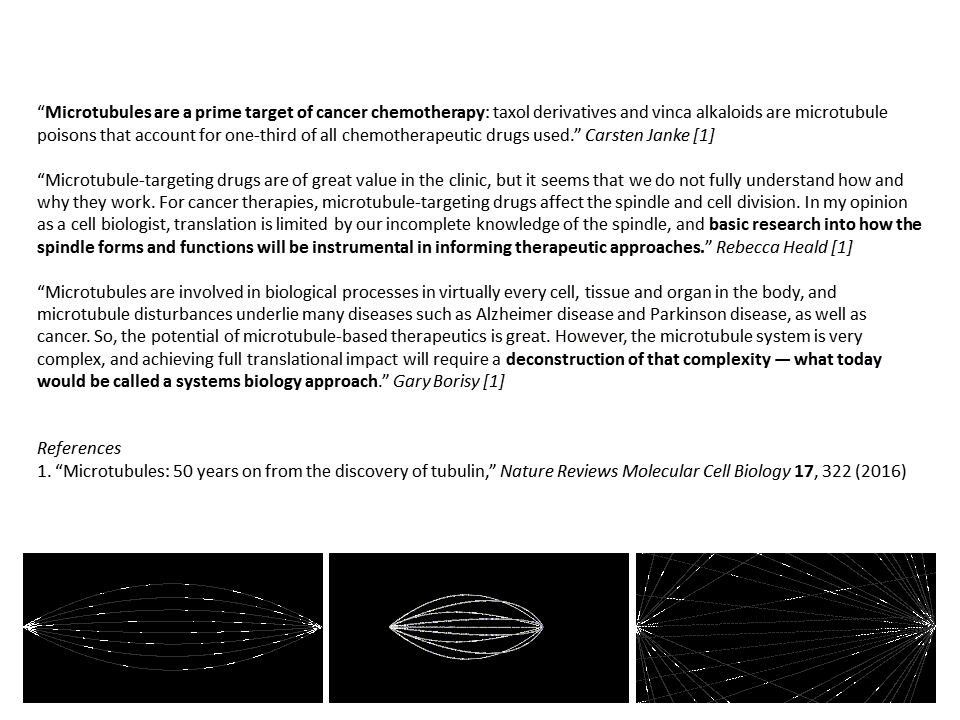 “Microtubules are a prime target of cancer chemotherapy: taxol derivatives and vinca alkaloids are microtubule
poisons that account for one-third of all chemotherapeutic drugs used.” Carsten Janke [1]
“Microtubule-targeting drugs are of great value in the clinic, but it seems that we do not fully understand how and
why they work. For cancer therapies, microtubule-targeting drugs affect the spindle and cell division. In my opinion
as a cell biologist, translation is limited by our incomplete knowledge of the spindle, and basic research into how the
spindle forms and functions will be instrumental in informing therapeutic approaches.” Rebecca Heald [1]
“Microtubules are involved in biological processes in virtually every cell, tissue and organ in the body, and
microtubule disturbances underlie many diseases such as Alzheimer disease and Parkinson disease, as well as
cancer. So, the potential of microtubule-based therapeutics is great. However, the microtubule system is very
complex, and achieving full translational impact will require a deconstruction of that complexity — what today
would be called a systems biology approach.” Gary Borisy [1]
References
1. “Microtubules: 50 years on from the discovery of tubulin,” Nature Reviews Molecular Cell Biology 17, 322 (2016)